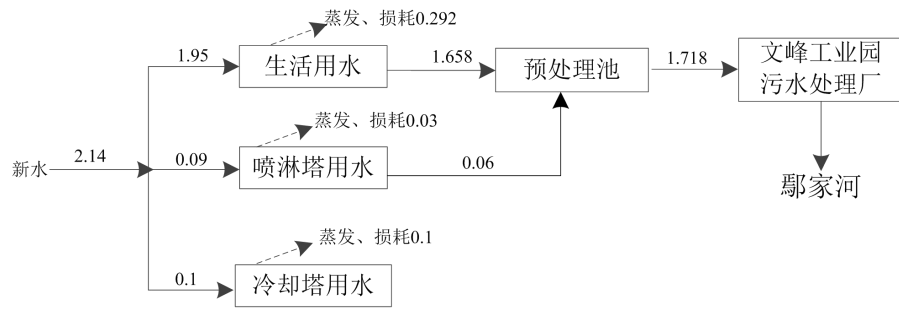 蒸发、损耗0.292
1.95
生活用水
1.658
预处理池
1.718
文峰工业园
污水处理厂
蒸发、损耗0.03
新水
2.14
0.09
喷淋塔用水
0.06
鄢家河
蒸发、损耗0.1
0.1
冷却塔用水